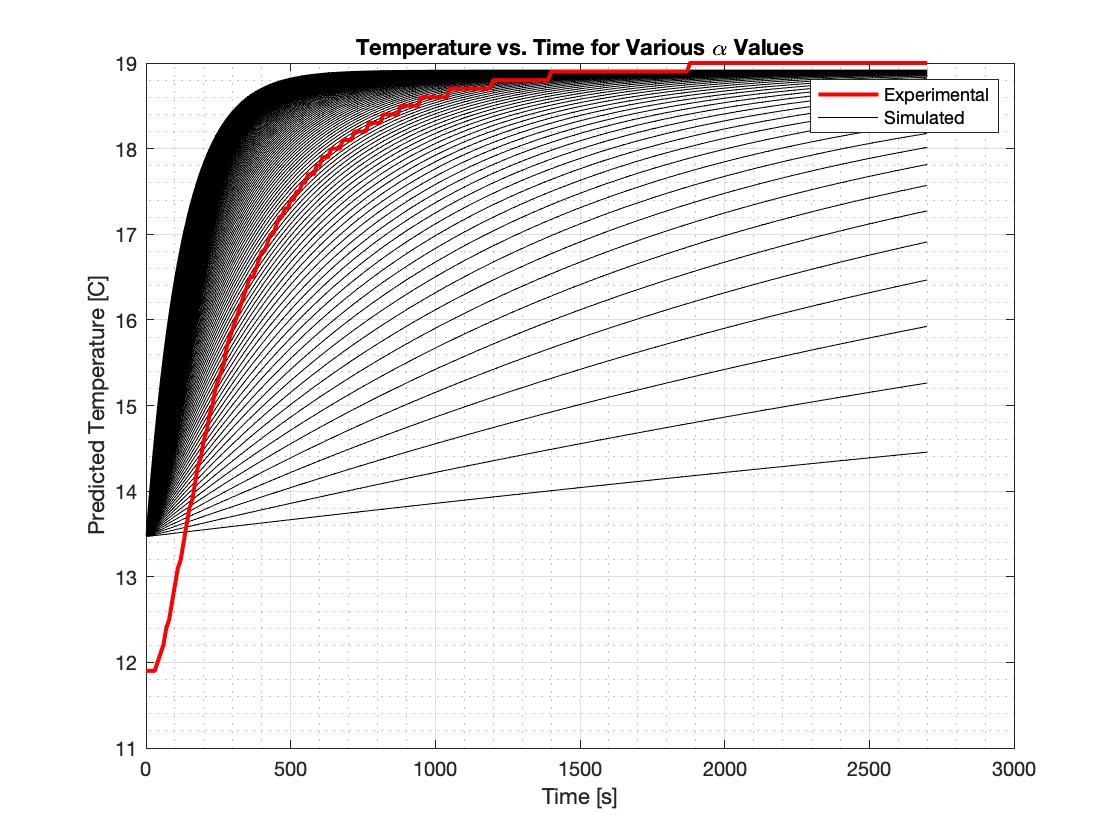 Temperature vs. Time for Various α Values
19
18
17
16
15
14
13
12
11
Predicted Temperature [C]
Experimental
Simulated
0 500 1000 1500 2000 2500 3000
Time [s]